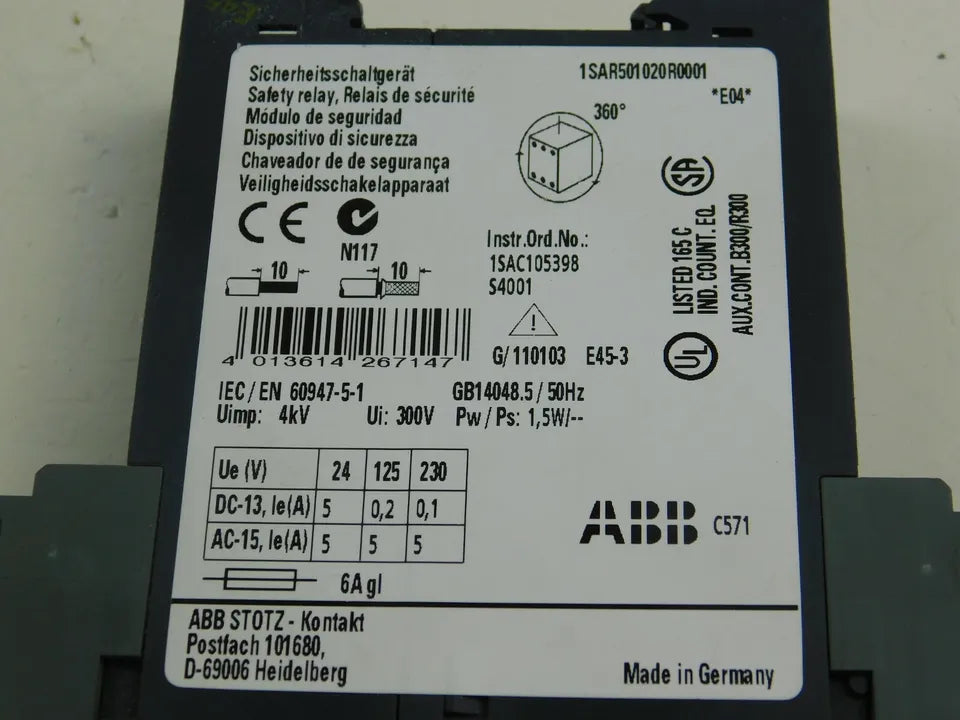 Sicherheitsschaltgerät
Safety relay, Relais de sécurité
Módulo de seguridad
Dispositivo di sicurezza
Chaveador de de segurança
Veiligheidsschakelapparaat
1SAR501020R0001
*E04*
360°
CE
N117
10 10
Instr.Ord.No.:
1SAC105398
S4001
SA
LISTED 165 C
IND. CONT. EQ.
AUX.CONT.B300/R300
UL
4 013614 267147
G/110103 E45-3
IEC/EN 60947-5-1 GB14048.5/50Hz
Uimp: 4kV Ui: 300V Pw/Ps: 1,5W/--
Ue (V) 24 125 230
DC-13, Ie(A) 5 0,2 0,1
AC-15, Ie(A) 5 5 5
6A gl
ABB C571
ABB STOTZ - Kontakt
Postfach 101680,
D-69006 Heidelberg
Made in Germany